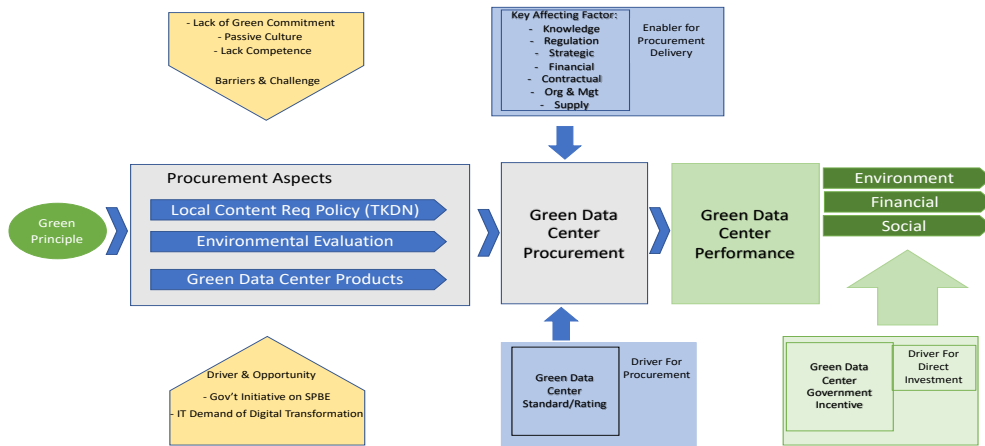 - Lack of Green Commitment
- Passive Culture
- Lack Competence
Barriers & Challenge
Key Affecting Factor:
- Knowledge
- Regulation
- Strategic
- Financial
- Contractual
- Org & Mgt
- Supply
Enabler for
Procurement
Delivery
Green
Principle
Procurement Aspects
Local Content Req Policy (TKDN)
Environmental Evaluation
Green Data Center Products
Green Data
Center
Procurement
Green Data
Center
Performance
Environment
Financial
Social
Driver & Opportunity
- Gov't Initiative on SPBE
- IT Demand of Digital Transformation
Green Data
Center
Standard/Rating
Driver For
Procurement
Green Data
Center
Government
Incentive
Driver For
Direct
Investment